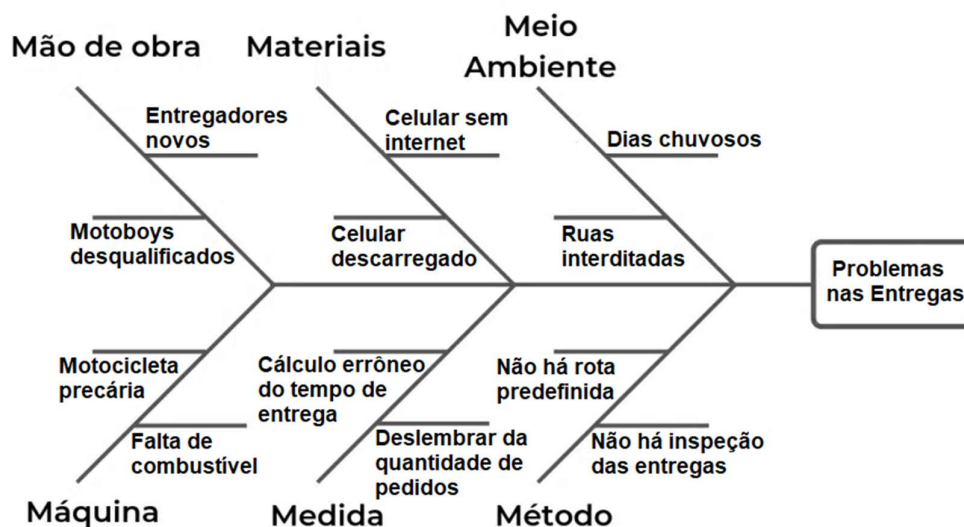 Mão de obra
Materiais
Meio
Ambiente
Entregadores
novos
Celular sem
internet
Dias chuvosos
Motoboys
desqualificados
Celular
descarregado
Ruas
interditadas
Problemas
nas Entregas
Motocicleta
precária
Cálculo errôneo
do tempo de
entrega
Não há rota
predefinida
Falta de
combustível
Deslembrar da
quantidade de
pedidos
Não há inspeção
das entregas
Máquina
Medida
Método